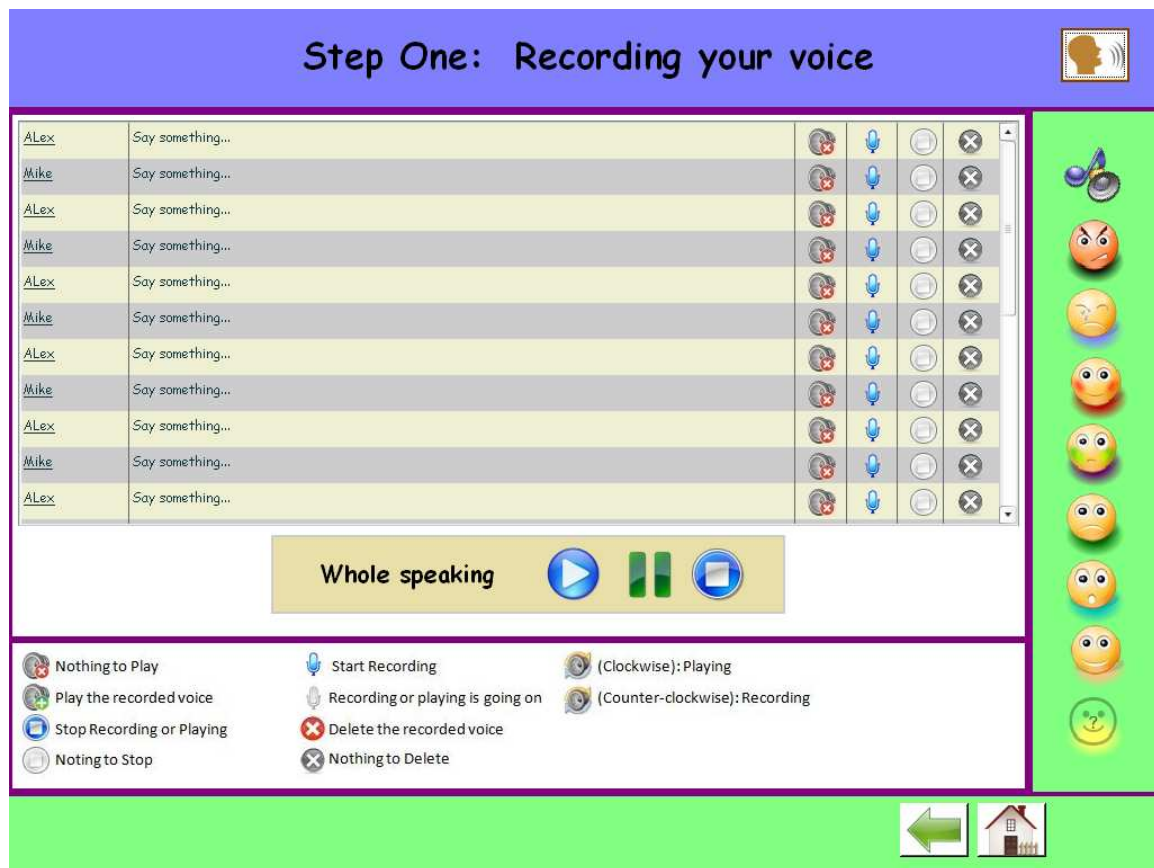 Step One: Recording your voice
ALex Say something...
Mike Say something...
ALex Say something...
Mike Say something...
ALex Say something...
Mike Say something...
ALex Say something...
Mike Say something...
ALex Say something...
Mike Say something...
ALex Say something...
Whole speaking
Nothing to Play Start Recording (Clockwise): Playing
Play the recorded voice Recording or playing is going on (Counter-clockwise): Recording
Stop Recording or Playing Delete the recorded voice
Noting to Stop Nothing to Delete